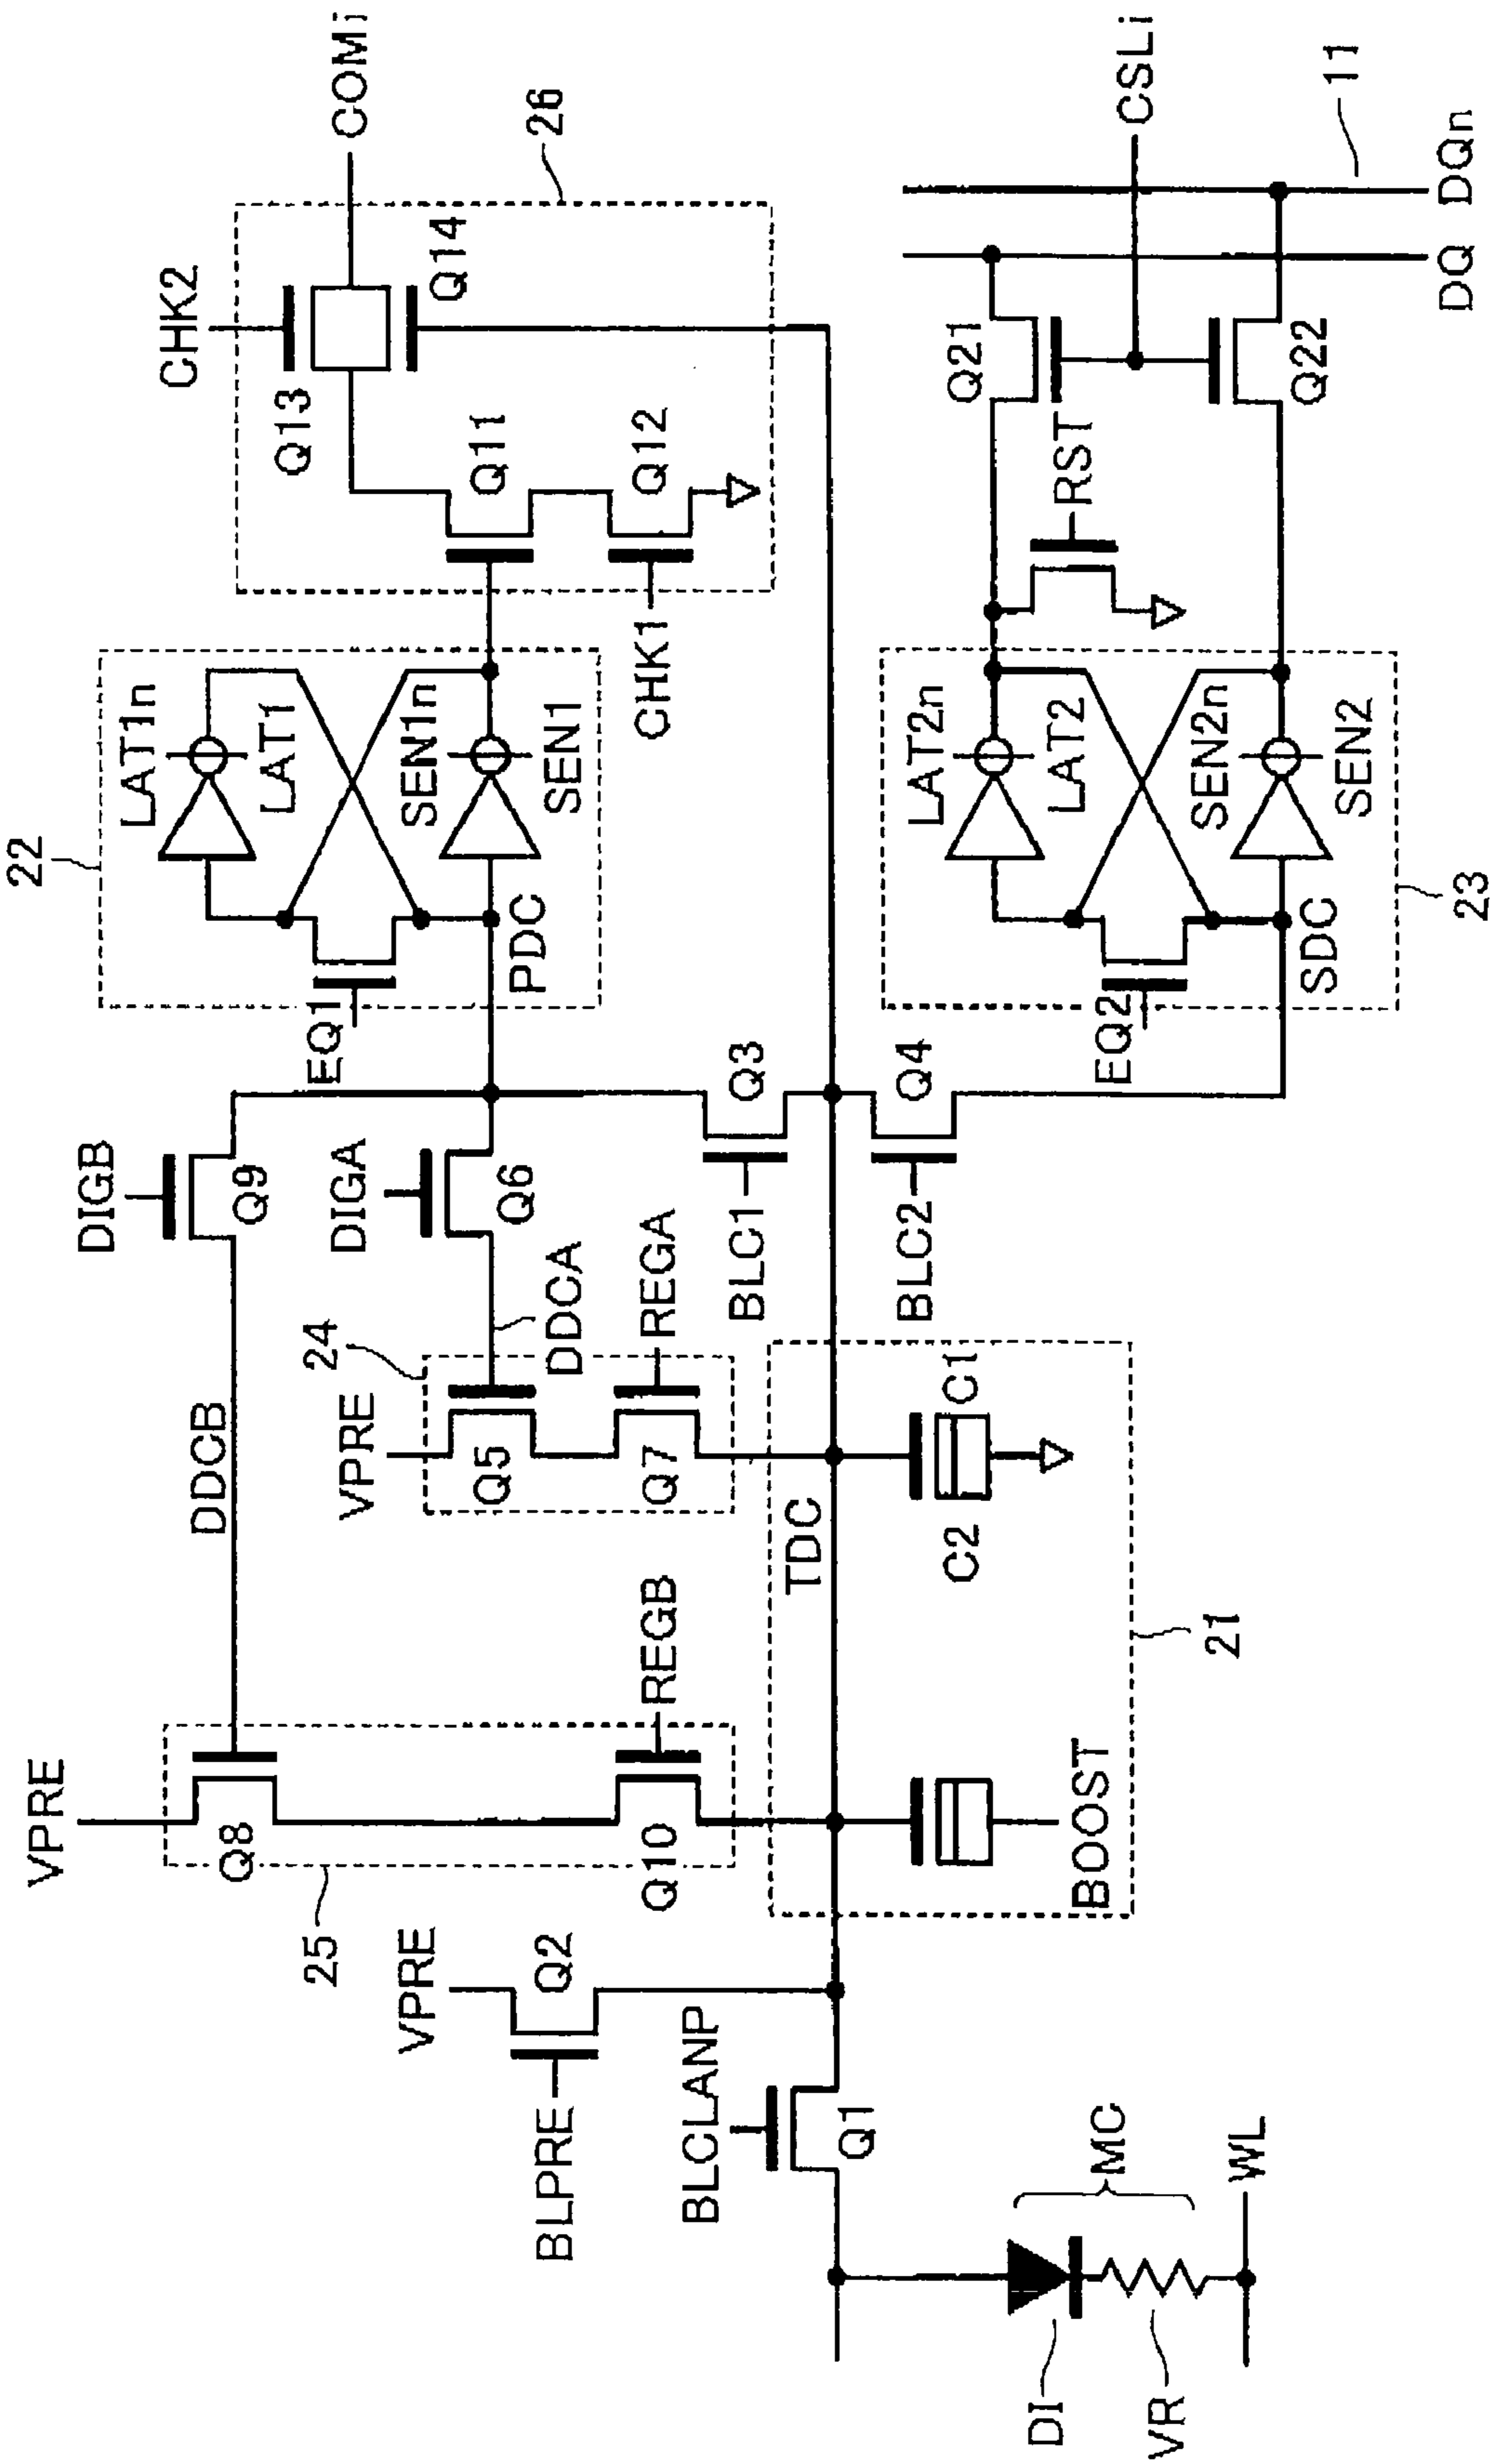 COMi
26
CHK2
Q13
Q14
Q11
Q12
CHK1
CSLi
11
DQn
DQ
Q21
Q22
RST
22
LAT1n
LAT1
SEN1n
SEN1
EQ1
PDC
LAT2n
LAT2
SEN2n
SEN2
23
EQ2
SDC
DIGB
Q9
DIGA
Q6
Q3
BLC1
Q4
BLC2
DDCB
24
DDCA
REGA
VPRE
Q5
Q7
TDC
C1
C2
21
VPRE
Q8
REGB
Q10
25
BOOST
VPRE
Q2
BLPRE
BLCLANP
Q1
MC
WL
DI
VR